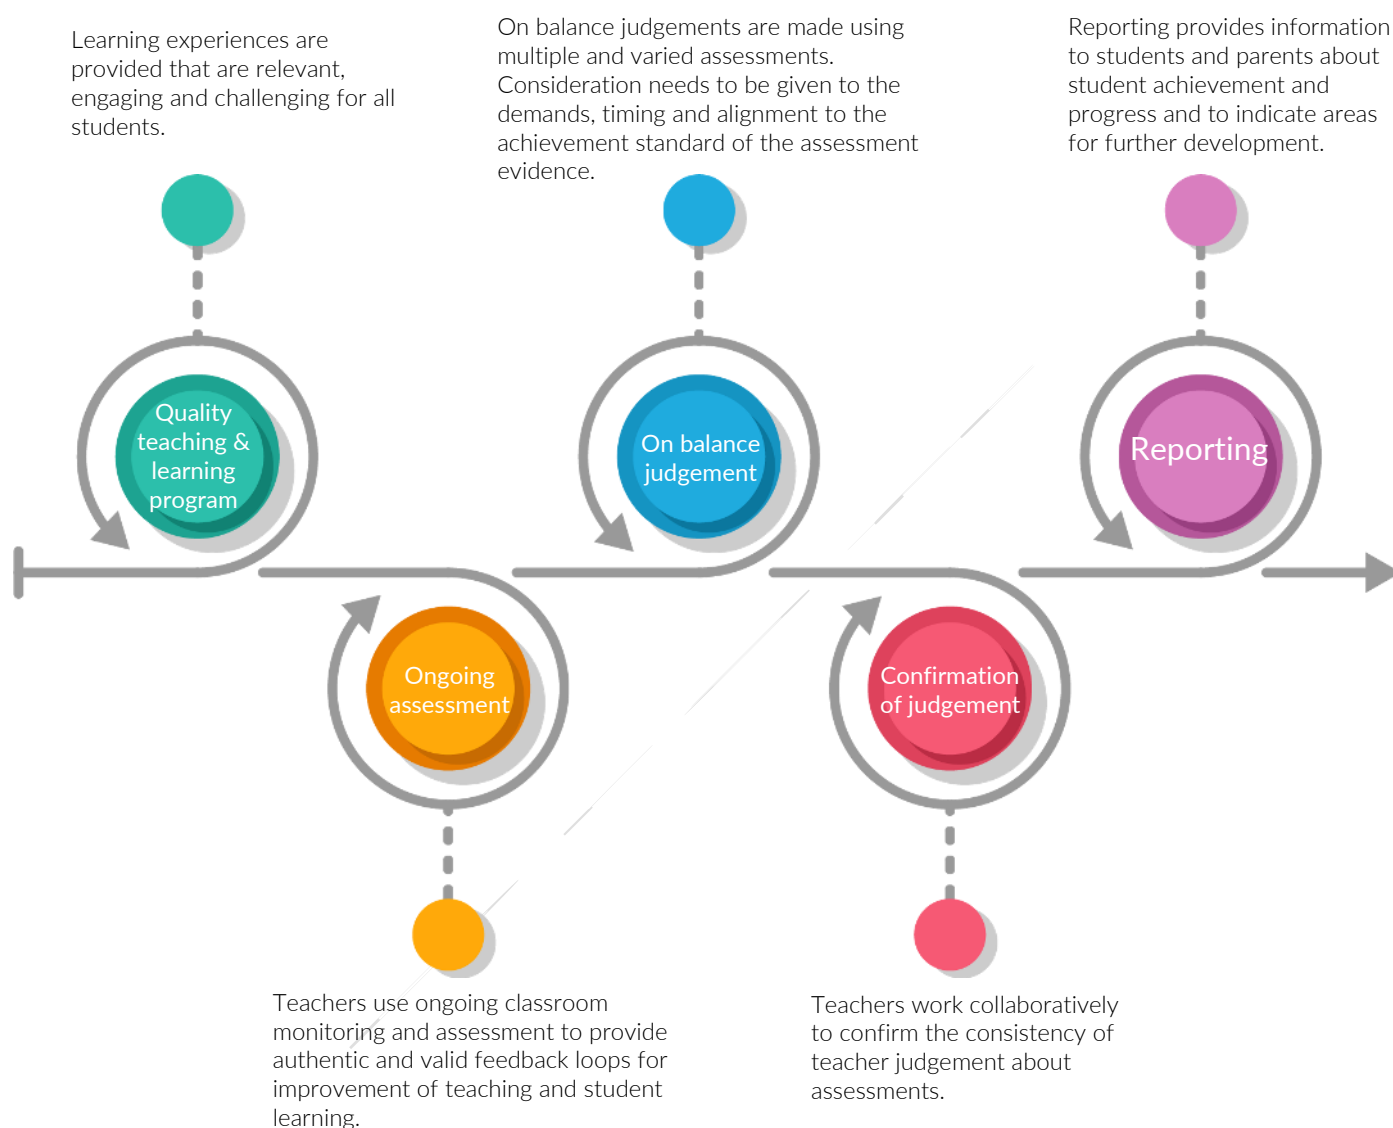 Learning experiences are
provided that are relevant,
engaging and challenging for all
students.
On balance judgements are made using
multiple and varied assessments.
Consideration needs to be given to the
demands, timing and alignment to the
achievement standard of the assessment
evidence.
Reporting provides information
to students and parents about
student achievement and
progress and to indicate areas
for further development.
Quality
teaching &
learning
program
On balance
judgement
Reporting
Ongoing
assessment
Confirmation
of judgement
Teachers use ongoing classroom
monitoring and assessment to provide
authentic and valid feedback loops for
improvement of teaching and student
learning.
Teachers work collaboratively
to confirm the consistency of
teacher judgement about
assessments.